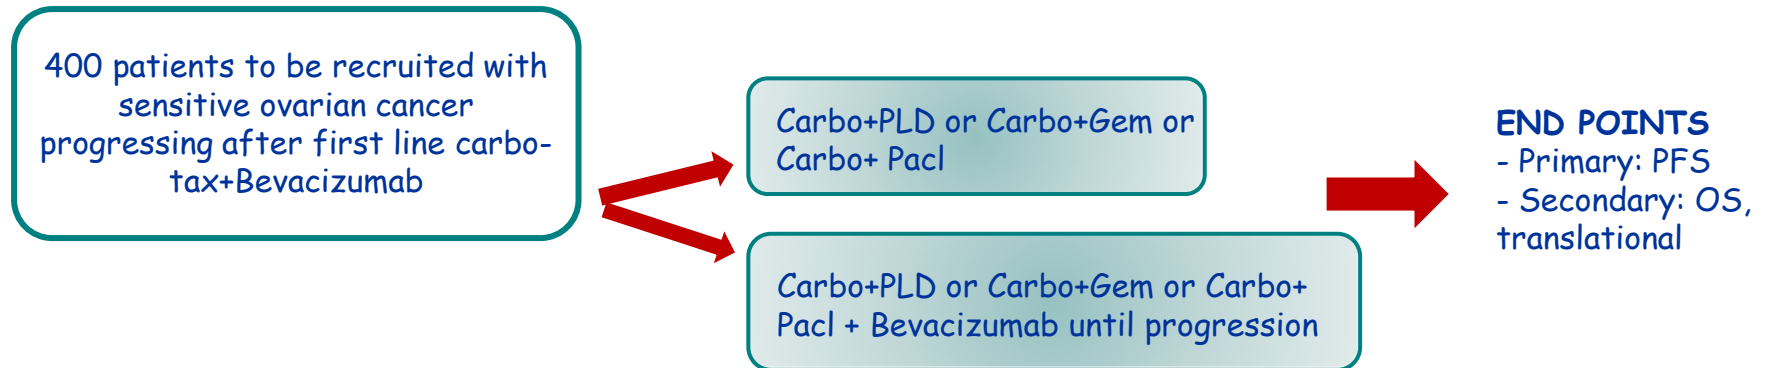 400 patients to be recruited with
sensitive ovarian cancer
progressing after first line carbo-
tax+Bevacizumab
Carbo+PLD or Carbo+Gem or
Carbo+ Pacl
Carbo+PLD or Carbo+Gem or Carbo+
Pacl + Bevacizumab until progression
END POINTS
- Primary: PFS
- Secondary: OS,
translational